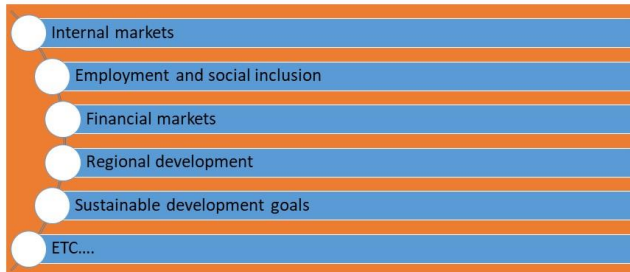 Internal markets
Employment and social inclusion
Financial markets
Regional development
Sustainable development goals
ETC....